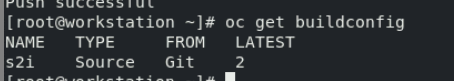 Push successful
[root@workstation ~]# oc get buildconfig
NAME TYPE FROM LATEST
s2i Source Git 2
[root@workstation ~]#